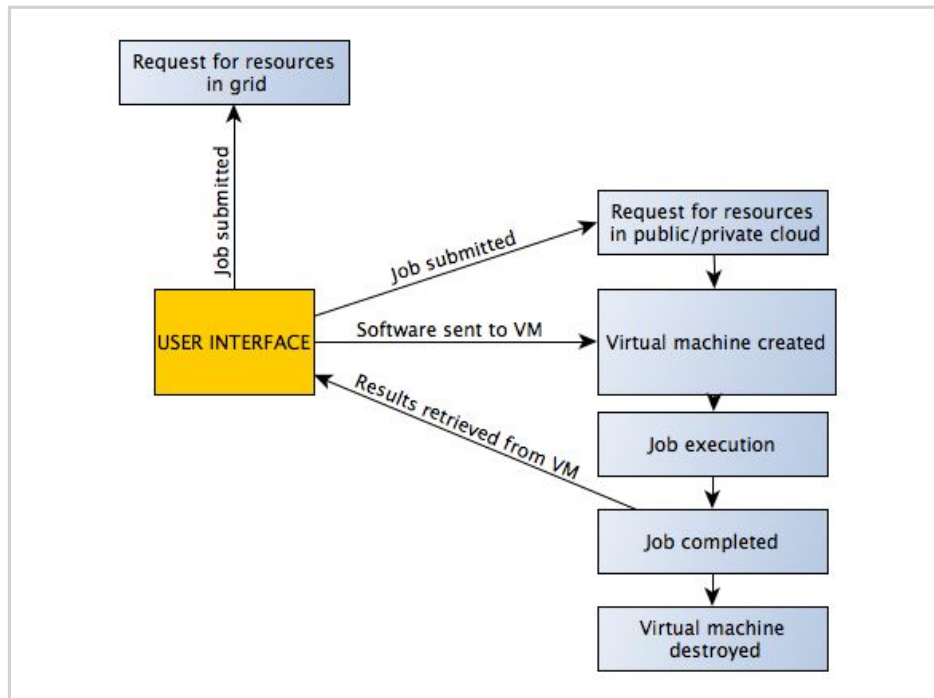 Request for resources
in grid
Job submitted
Request for resources
in public/private cloud
Job submitted
USER INTERFACE
Software sent to VM
Virtual machine created
Results retrieved from VM
Job execution
Job completed
Virtual machine
destroyed